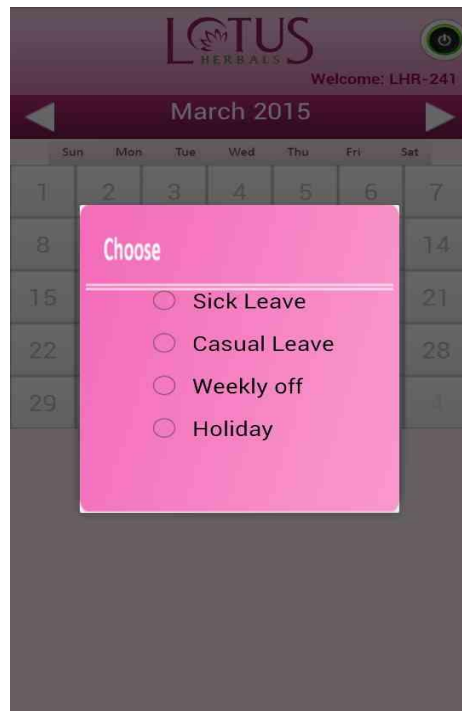 LOTUS
HERBALS
Welcome: LHR-241
March 2015
Sun Mon Tue Wed Thu Fri Sat
1 2 3 4 5 6 7
8 14
15 21
22 28
29 4
Choose
Sick Leave
Casual Leave
Weekly off
Holiday